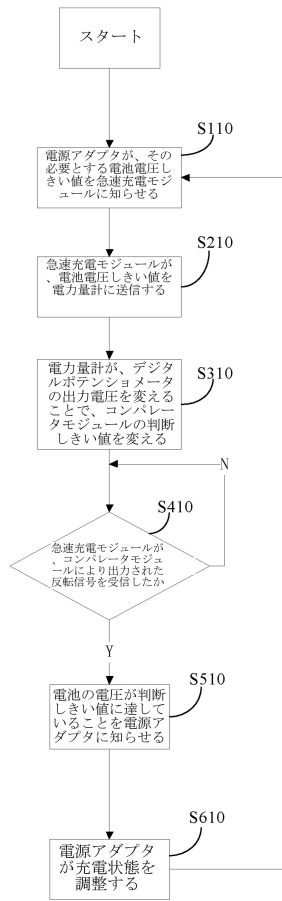 スタート
S110
電源アダプタが、その
必要とする電池電圧し
きい値を急速充電モジ
ュールに知らせる
S210
急速充電モジュールが
、電池電圧しきい値を
電力量計に送信する
S310
電力量計が、デジタ
ルポテンショメータ
の出力電圧を変える
ことで、コンパレー
タモジュールの判断
しきい値を変える
N
S410
急速充電モジュールが
、コンパレータモジュ
ールにより出力された
反転信号を受信したか
Y
S510
電池の電圧が判断
しきい値に達して
いることを電源ア
ダプタに知らせる
S610
電源アダプタ
が充電状態を
調整する